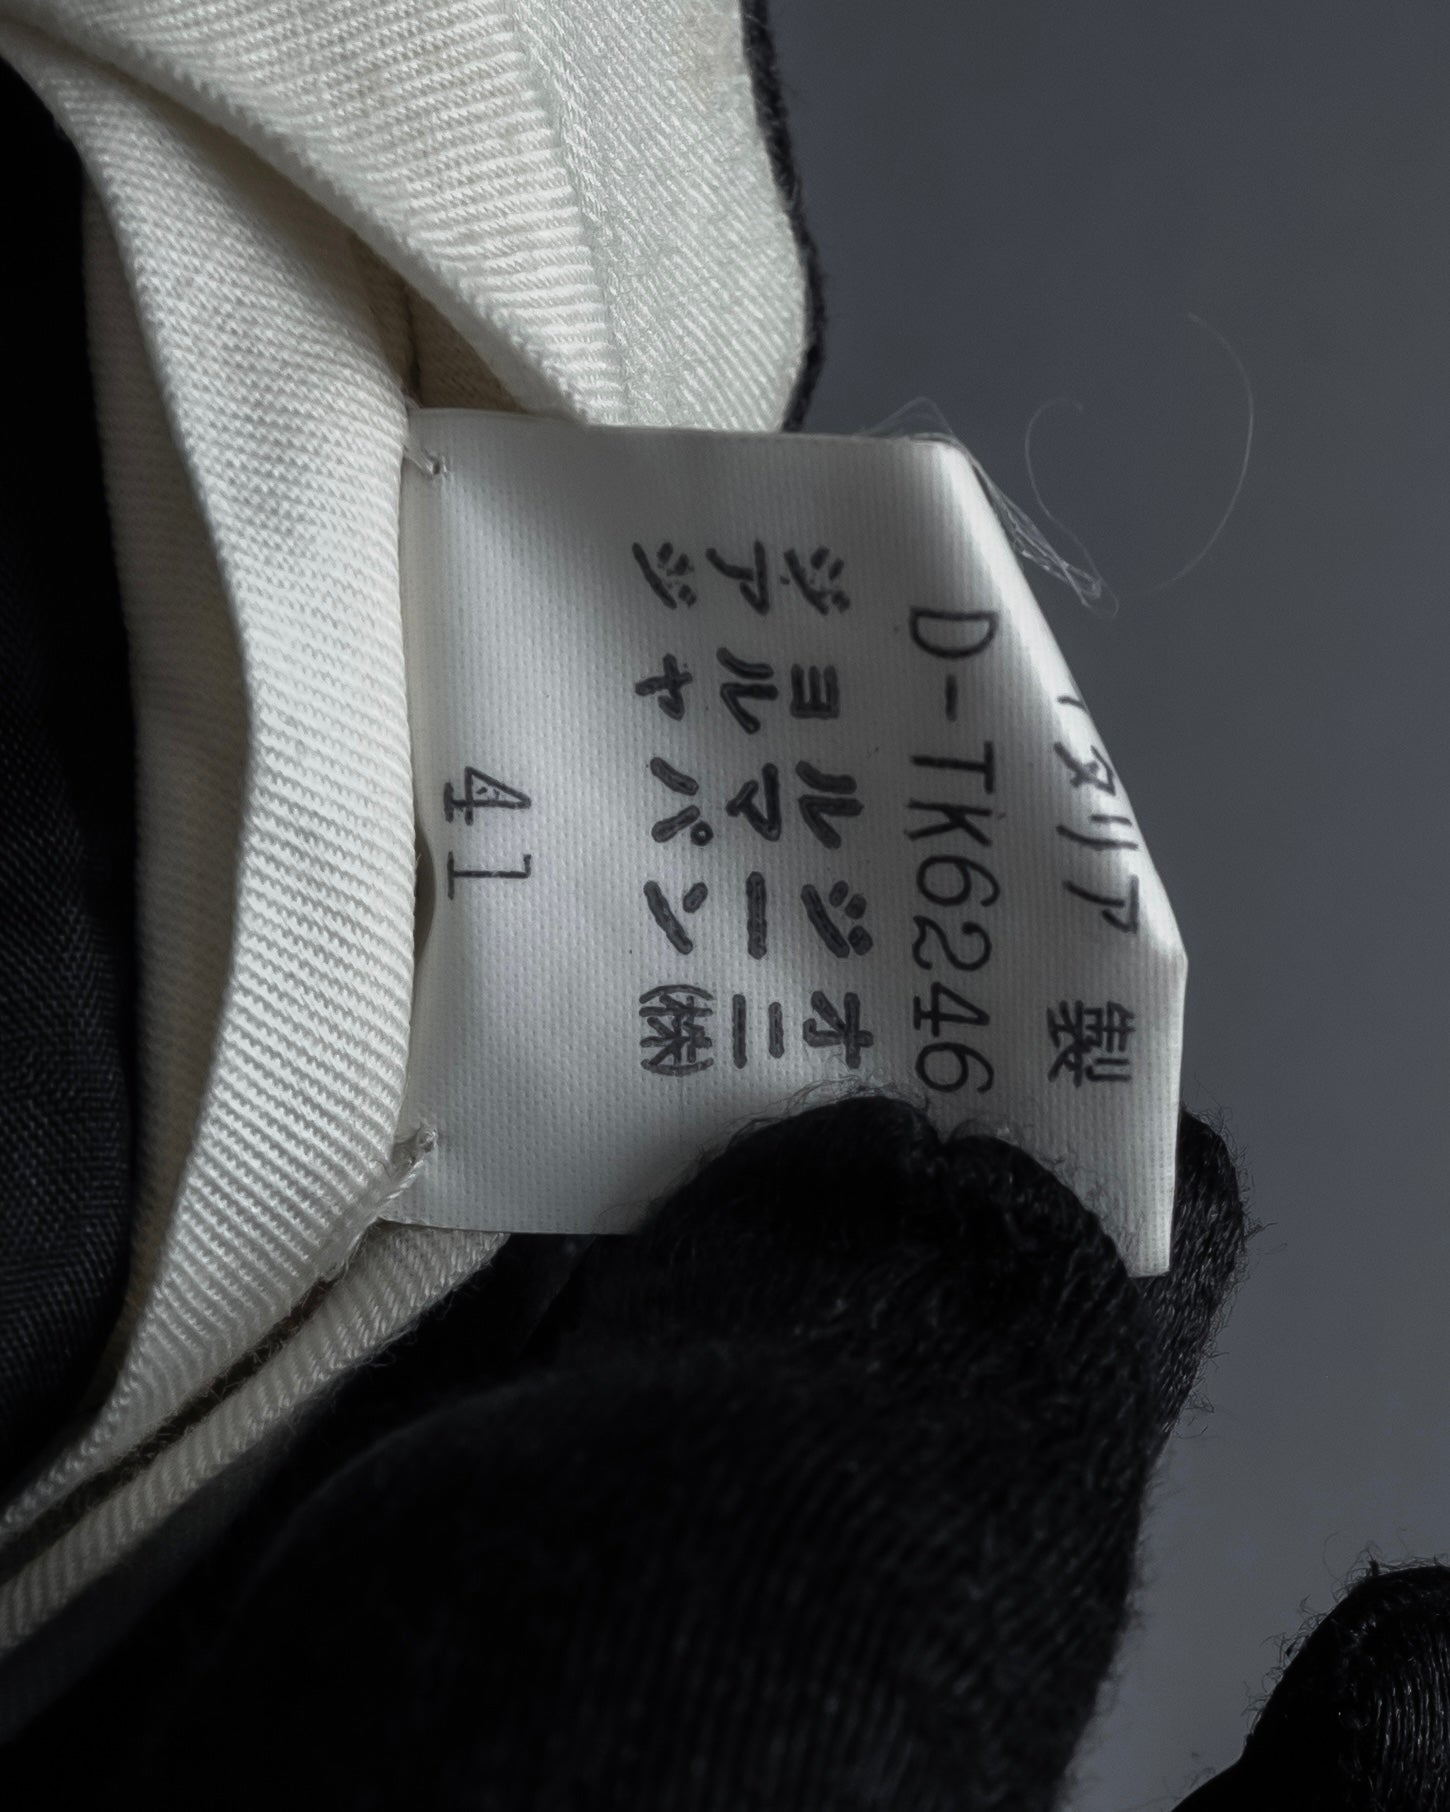 イタリア 製
D-TK6246
ジョルジオ
アルマーニ
ジャパン㈱
41